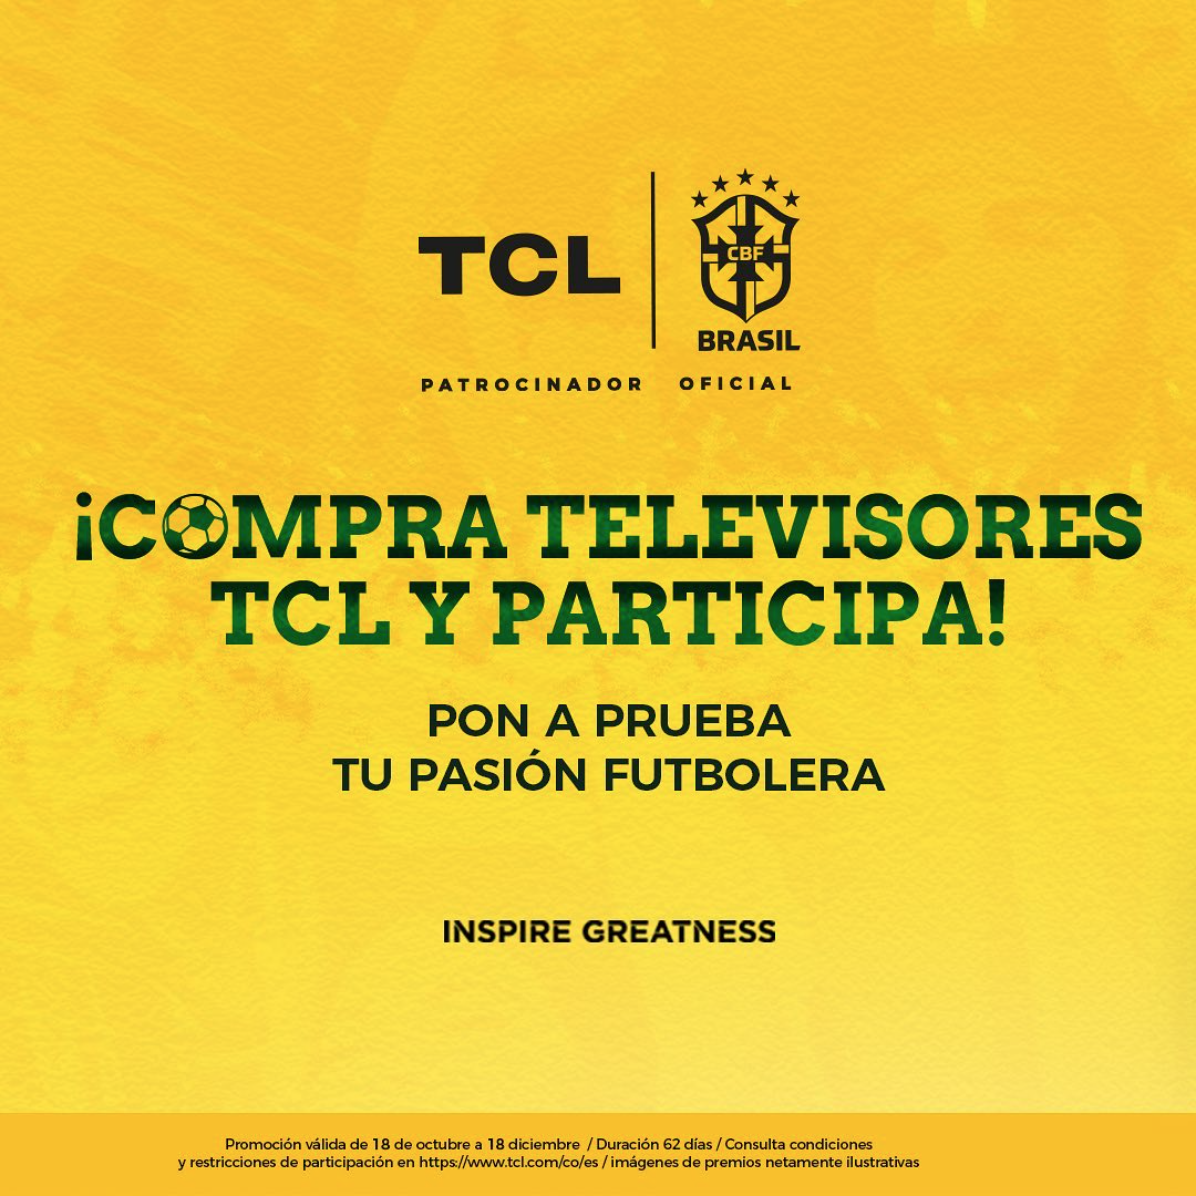 TCL
CBF
BRASIL
PATROCINADOR OFICIAL
¡COMPRA TELEVISORES
TCL Y PARTICIPA!
PON A PRUEBA
TU PASIÓN FUTBOLERA
INSPIRE GREATNESS
Promoción válida de 18 de octubre a 18 diciembre / Duración 62 días / Consulta condiciones
y restricciones de participación en https://www.tcl.com/co/es / imágenes de premios netamente ilustrativas